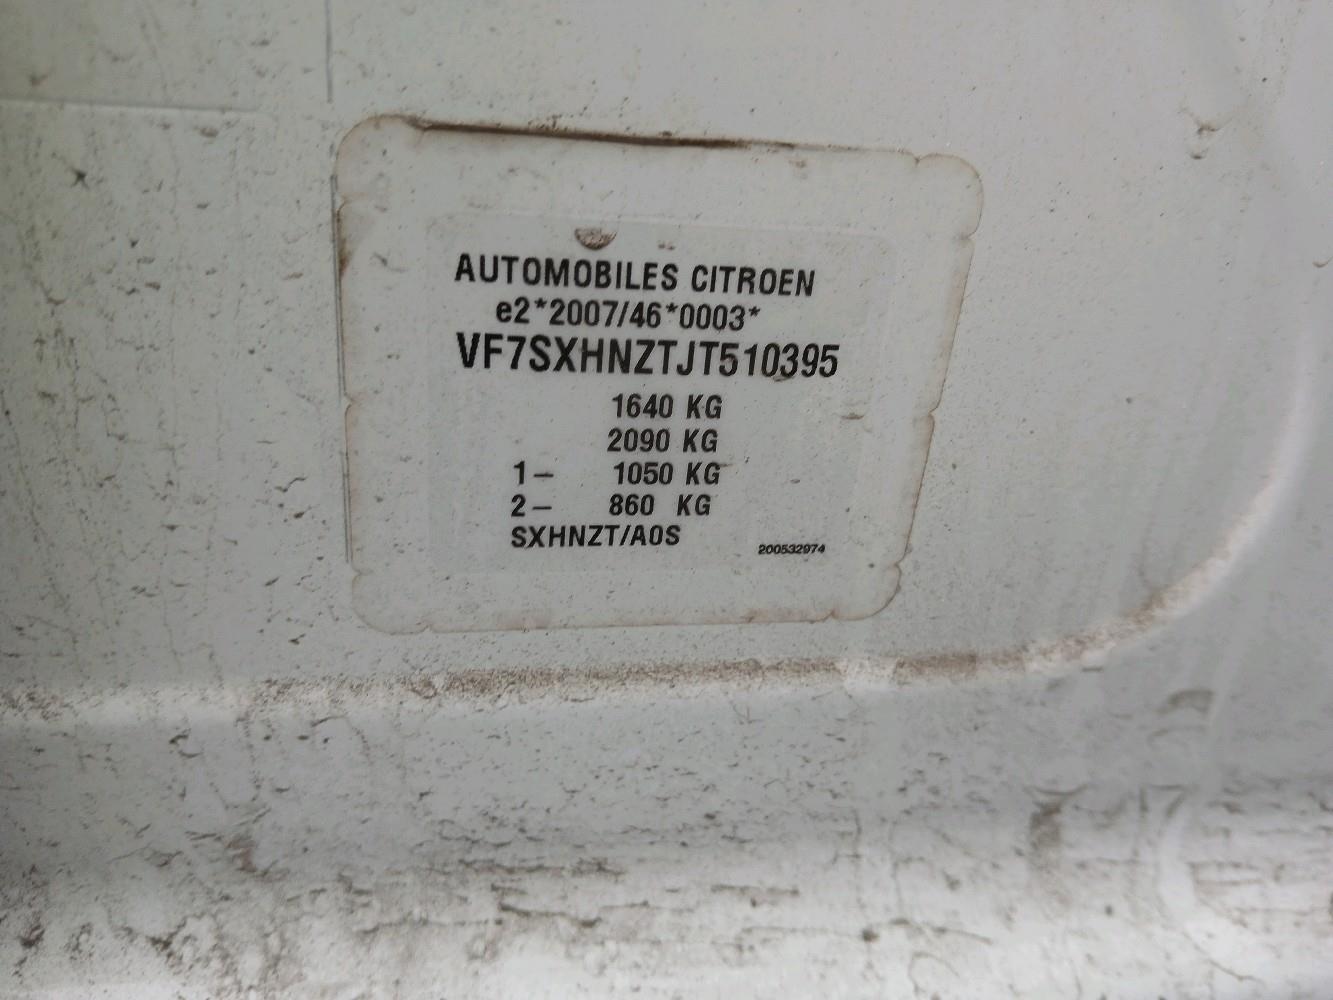 AUTOMOBILES CITROEN
e2*2007/46*0003*
VF7SXHNZTJT510395
1640 KG
2090 KG
1- 1050 KG
2- 860 KG
SXHNZT/A0S
200532974